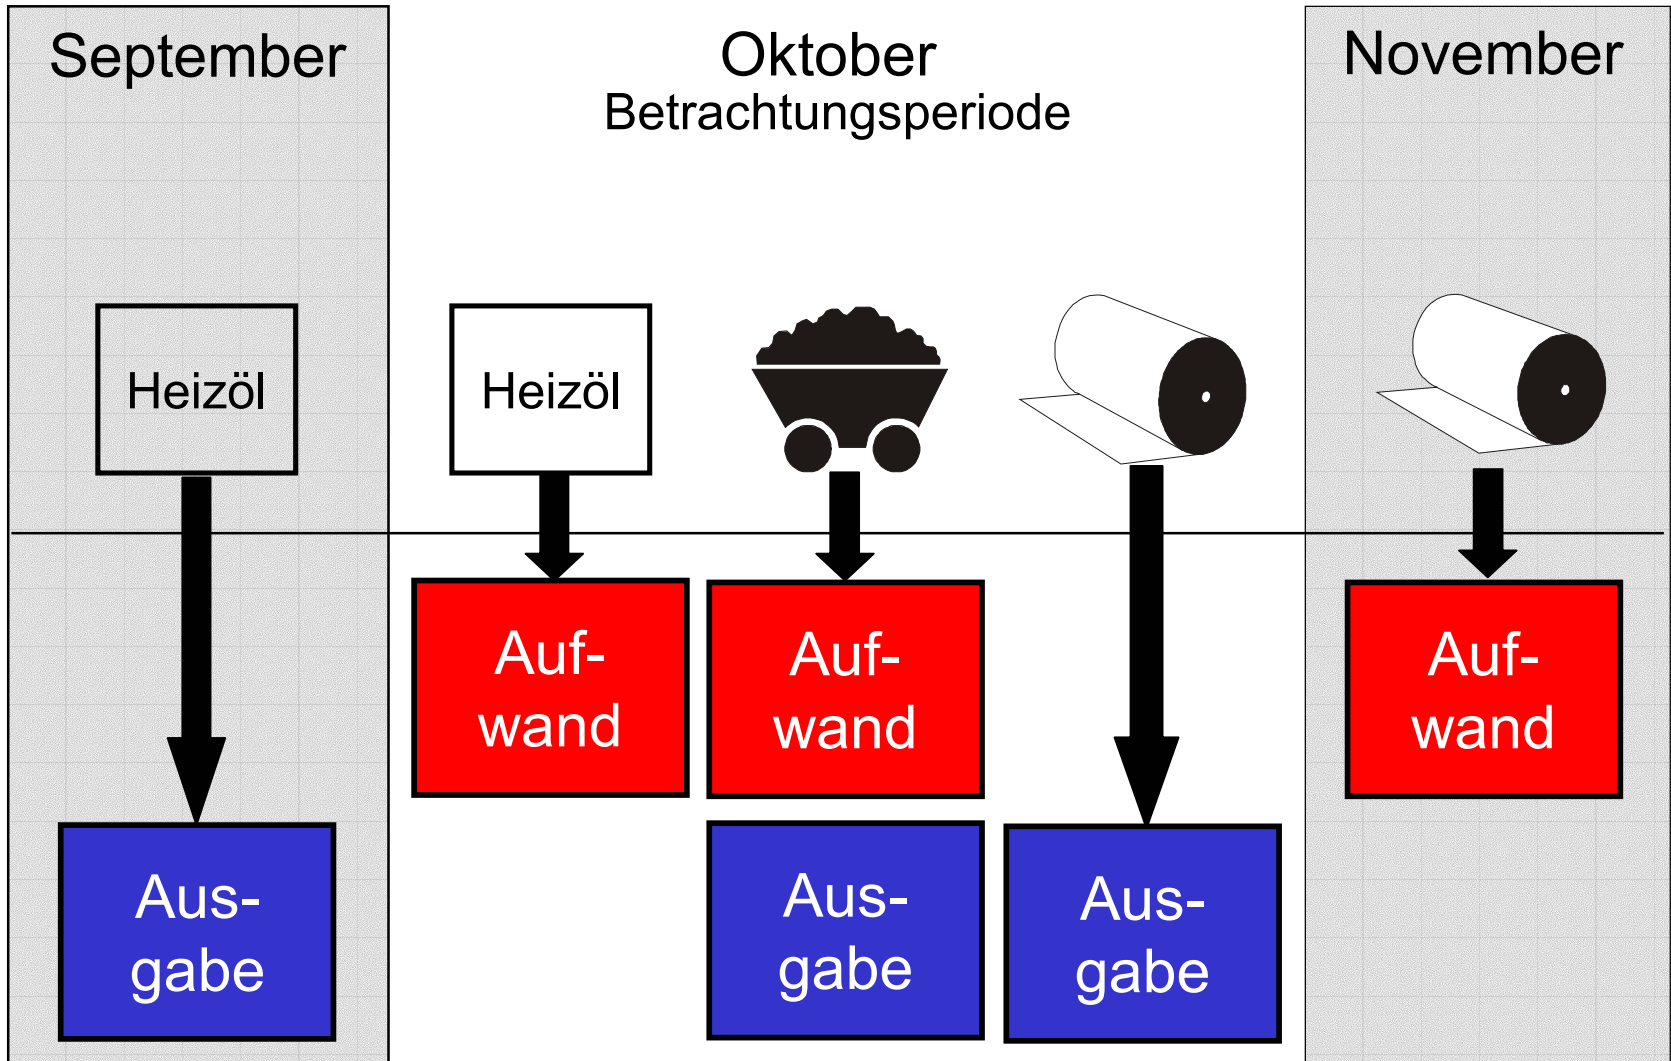 September
Oktober
Betrachtungsperiode
November
Heizöl
Heizöl
Auf-
wand
Auf-
wand
Auf-
wand
Aus-
gabe
Aus-
gabe
Aus-
gabe